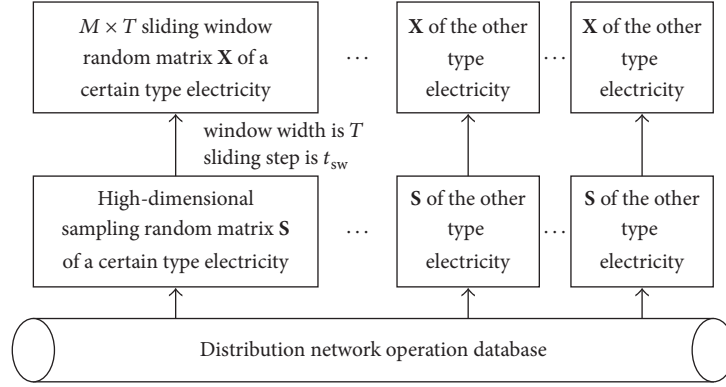 M × T sliding window
random matrix X of a
certain type electricity
...
X of the other
type
electricity
...
X of the other
type
electricity
window width is T
sliding step is t_sw
High-dimensional
sampling random matrix S
of a certain type electricity
...
S of the other
type
electricity
...
S of the other
type
electricity
Distribution network operation database